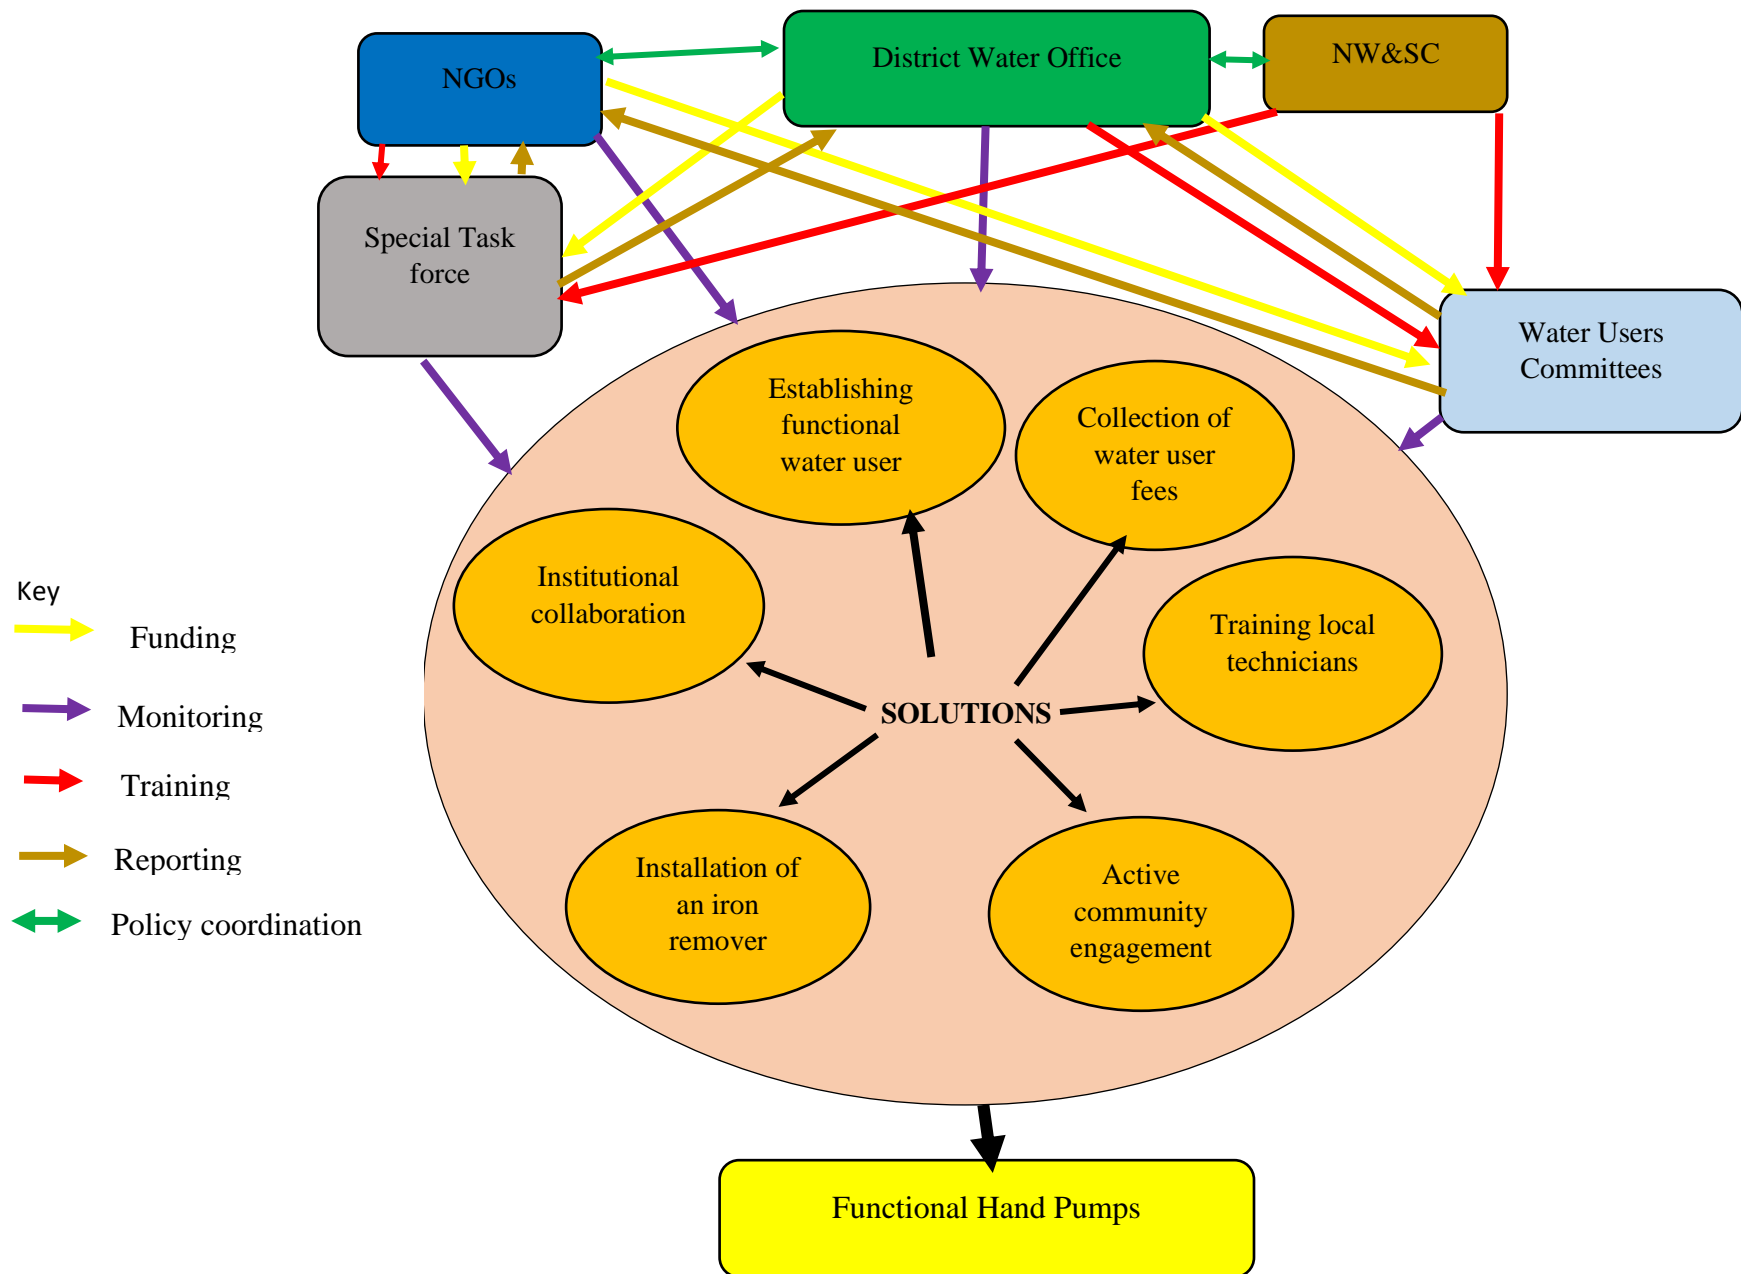 NGOs
District Water Office
NW&SC
Special Task
force
Water Users
Committees
Establishing
functional
water user
Collection of
water user
fees
Institutional
collaboration
Training local
technicians
SOLUTIONS
Installation of
an iron
remover
Active
community
engagement
Key
Funding
Monitoring
Training
Reporting
Policy coordination
Functional Hand Pumps